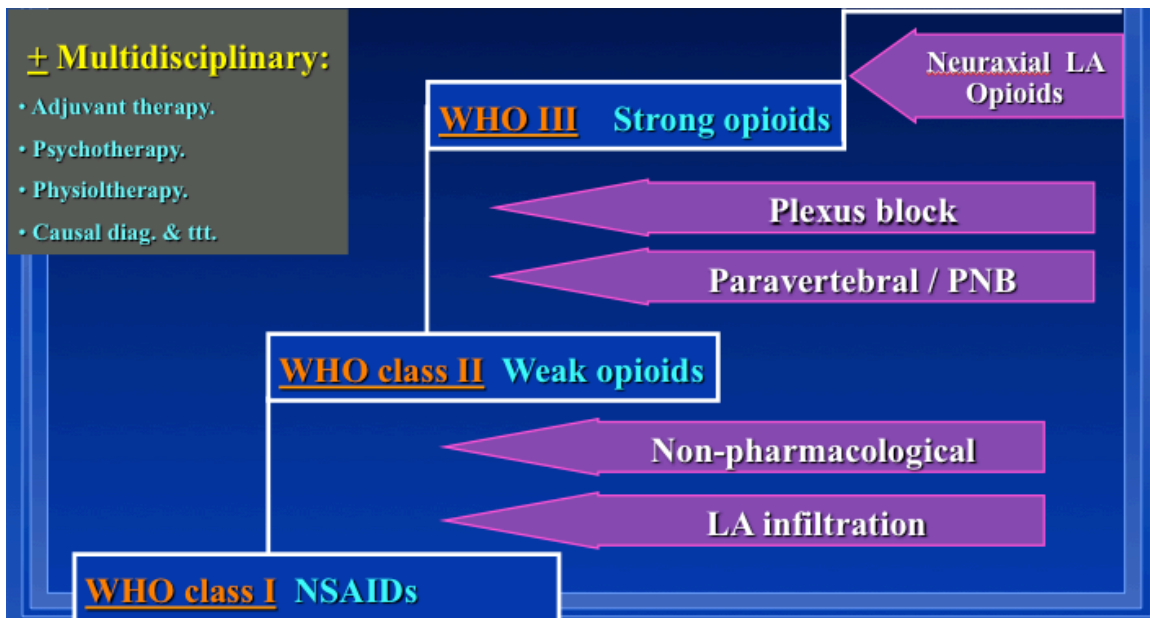 + Multidisciplinary:
• Adjuvant therapy.
• Psychotherapy.
• Physioltherapy.
• Causal diag. & ttt.
Neuraxial LA
Opioids
WHO III Strong opioids
Plexus block
Paravertebral / PNB
WHO class II Weak opioids
Non-pharmacological
LA infiltration
WHO class I NSAIDs